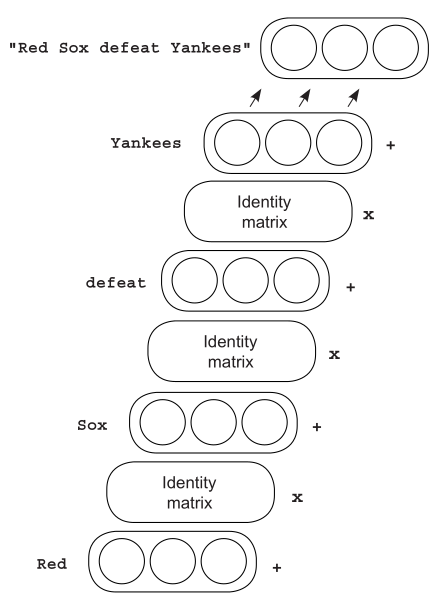 "Red Sox defeat Yankees"
Yankees +
Identity
matrix x
defeat +
Identity
matrix x
Sox +
Identity
matrix x
Red +